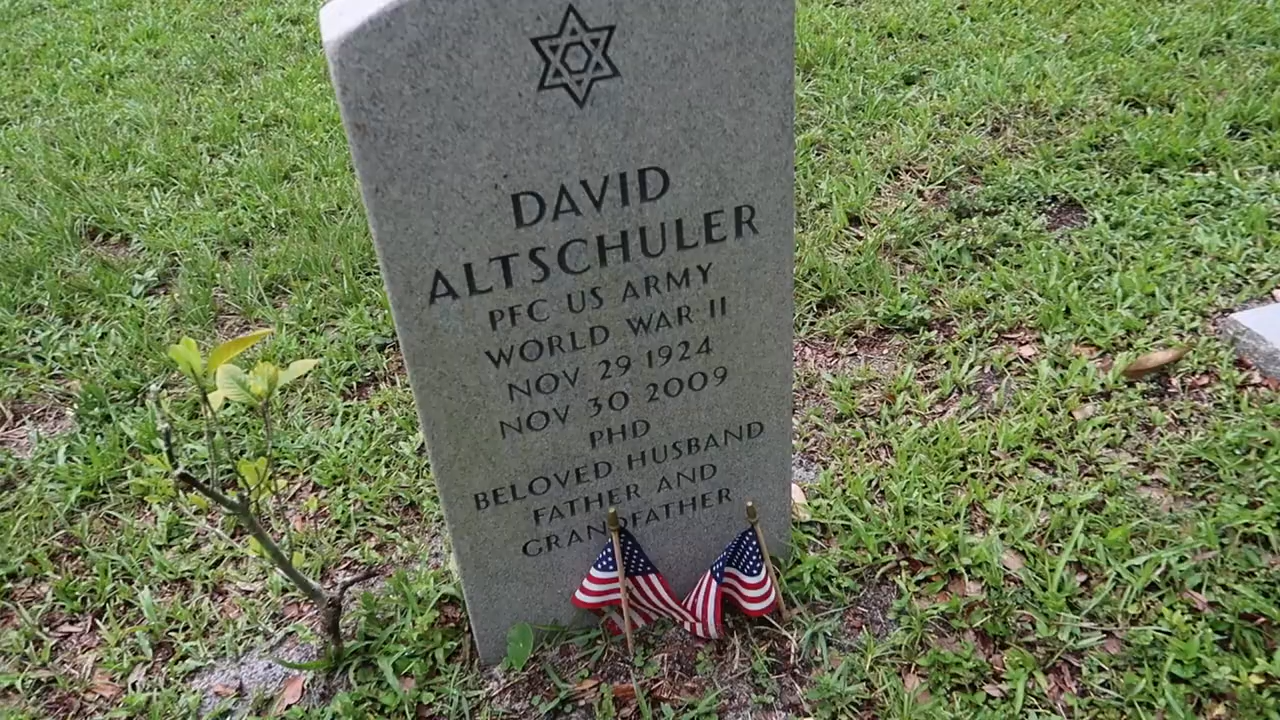 DAVID
ALTSCHULER
PFC US ARMY
WORLD WAR II
NOV 29 1924
NOV 30 2009
PHD
BELOVED HUSBAND
FATHER AND
GRANDFATHER